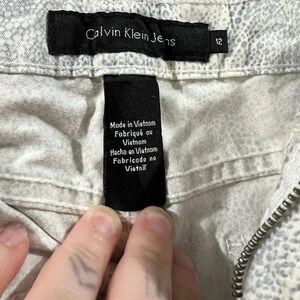 Calvin Klein Jeans
12
Made in Vietnam
Fabriqué au
Vietnam
Hecho en Vietnam
Fabricado no
Vietnã